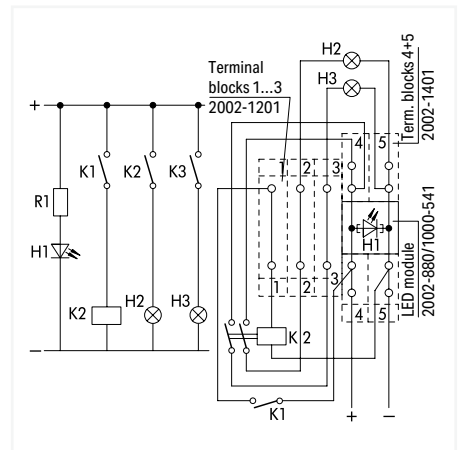 H2
H3
Terminal
blocks 1...3
2002-1201
Term. blocks 4+5
2002-1401
+
K1
K2
K3
1
2
3
4
5
R1
H1
H1
LED module
2002-880/1000-541
K2
H2
H3
1
2
3
4
5
K2
−
K1
+
−